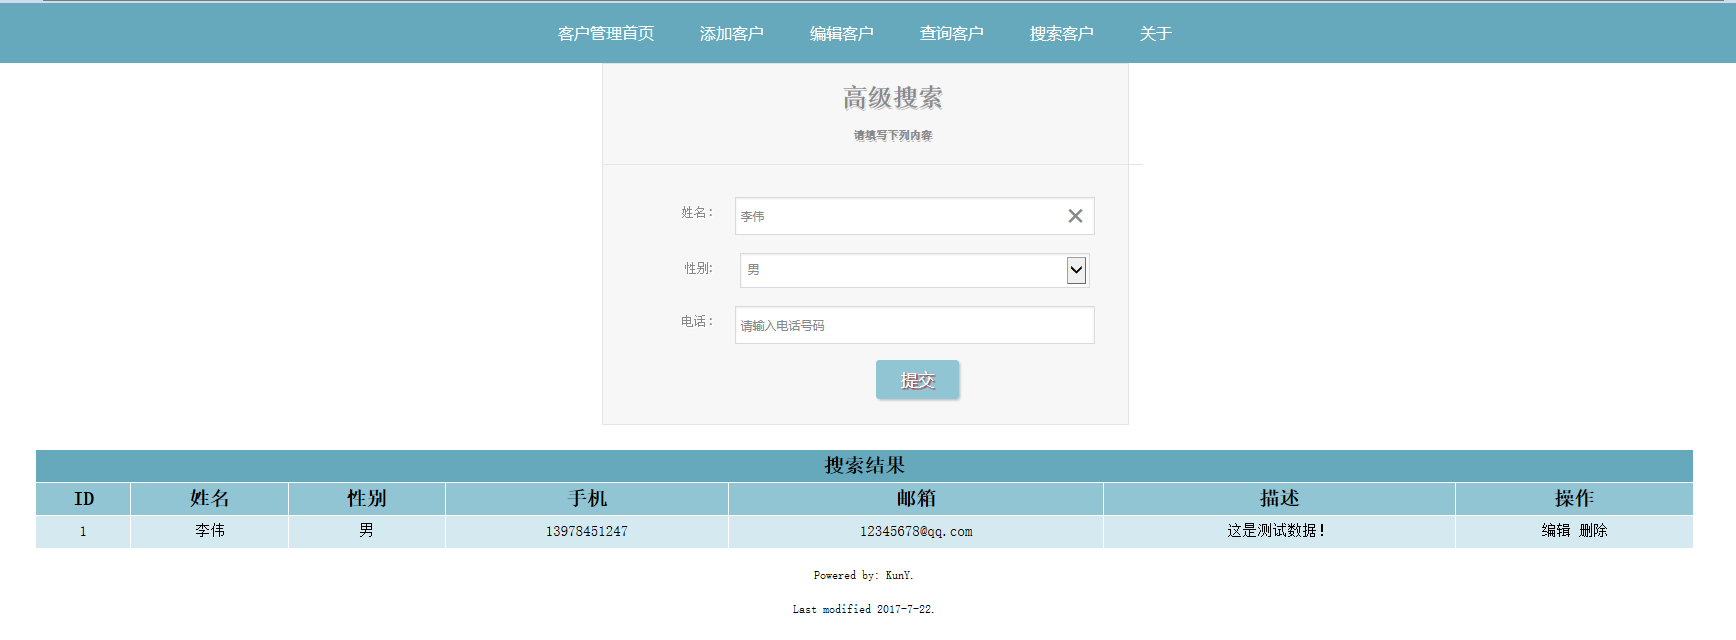 客户管理首页 添加客户 编辑客户 查询客户 搜索客户 关于
高级搜索
请填写下列内容
姓名： 李伟
性别: 男
电话： 请输入电话号码
提交
搜索结果
ID 姓名 性别 手机 邮箱 描述 操作
1 李伟 男 13978451247 12345678@qq.com 这是测试数据！ 编辑 删除
Powered by: KunY.
Last modified 2017-7-22.